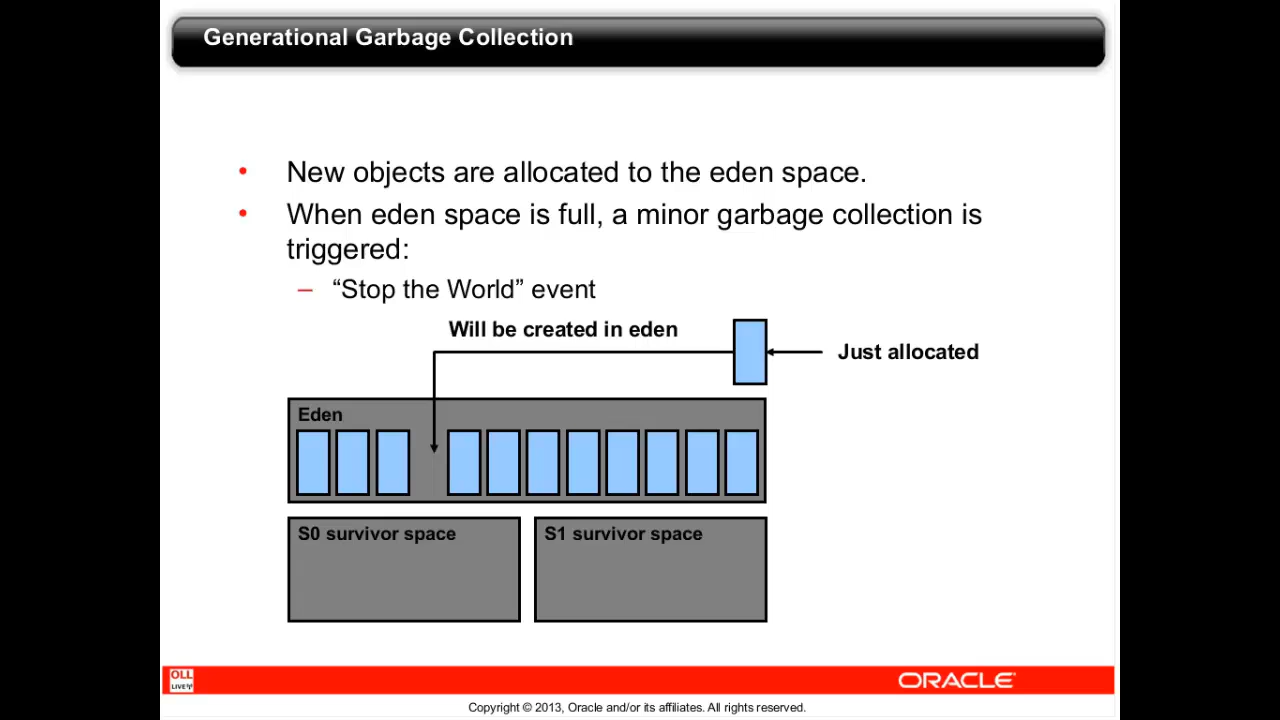 Generational Garbage Collection
• New objects are allocated to the eden space.
• When eden space is full, a minor garbage collection is
triggered:
– “Stop the World” event
Will be created in eden
Just allocated
Eden
S0 survivor space
S1 survivor space
OLL
LIVE
ORACLE
Copyright © 2013, Oracle and/or its affiliates. All rights reserved.